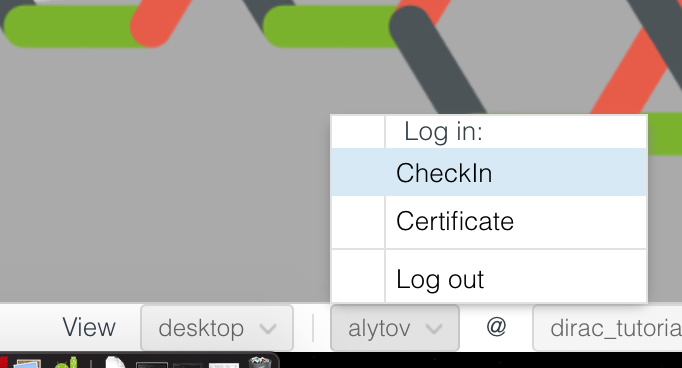 Log in:
CheckIn
Certificate
Log out
View desktop alytov @ dirac_tutoria